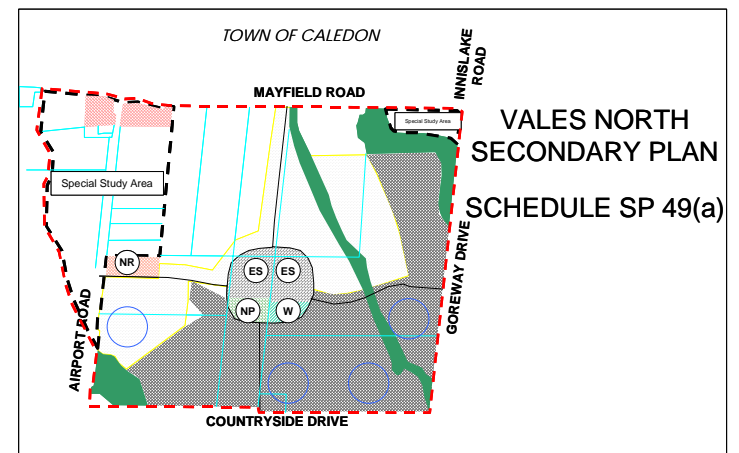 TOWN OF CALEDON
INNISLAKE
ROAD
MAYFIELD ROAD
Special Study Area
VALES NORTH
SECONDARY PLAN
SCHEDULE SP 49(a)
Special Study Area
NR
ES ES
NP W
GOREWAY DRIVE
AIRPORT ROAD
COUNTRYSIDE DRIVE